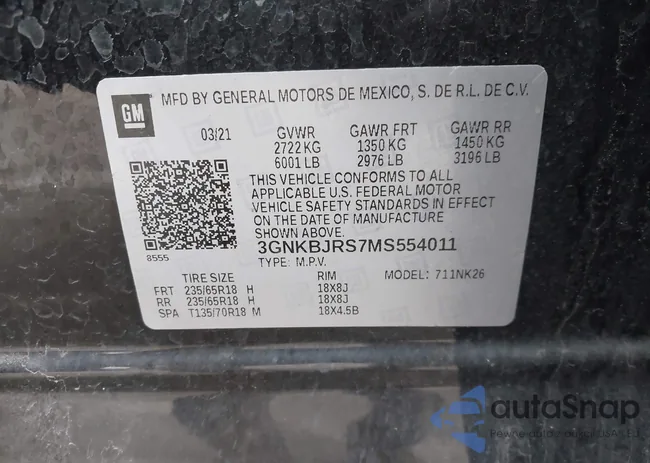 GM
MFD BY GENERAL MOTORS DE MEXICO, S. DE R.L. DE C.V.
03/21 GVWR GAWR FRT GAWR RR
2722 KG 1350 KG 1450 KG
6001 LB 2976 LB 3196 LB
THIS VEHICLE CONFORMS TO ALL
APPLICABLE U.S. FEDERAL MOTOR
VEHICLE SAFETY STANDARDS IN EFFECT
ON THE DATE OF MANUFACTURE
SHOWN ABOVE.
3GNKBJRS7MS554011
8555
TYPE: M.P.V.
TIRE SIZE RIM MODEL: 711NK26
FRT 235/65R18 H 18X8J
RR 235/65R18 H 18X8J
SPA T135/70R18 M 18X4.5B
autoSnap